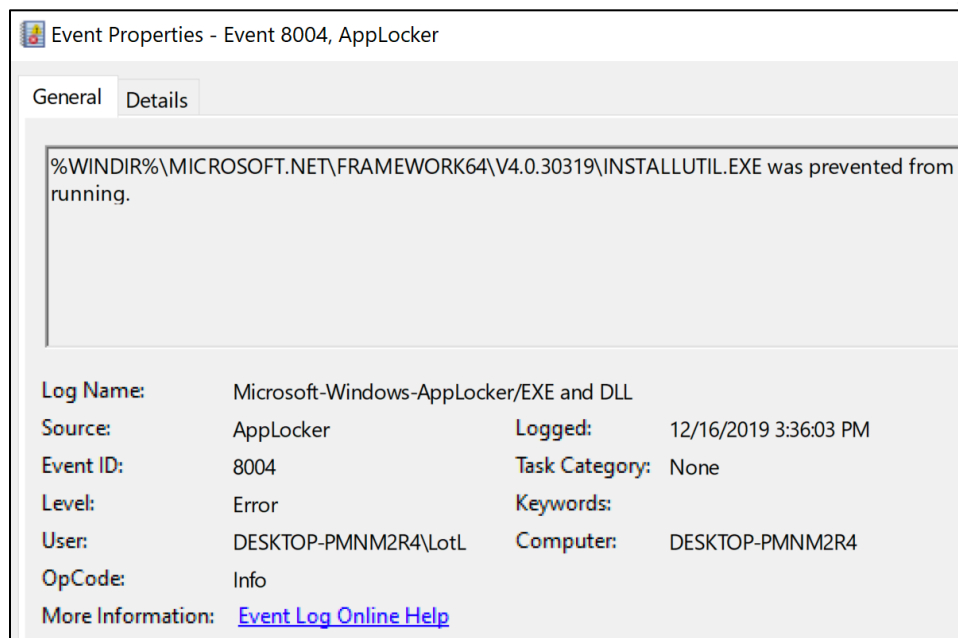 Event Properties - Event 8004, AppLocker
General Details
%WINDIR%\MICROSOFT.NET\FRAMEWORK64\V4.0.30319\INSTALLUTIL.EXE was prevented from
running.
Log Name: Microsoft-Windows-AppLocker/EXE and DLL
Source: AppLocker Logged: 12/16/2019 3:36:03 PM
Event ID: 8004 Task Category: None
Level: Error Keywords:
User: DESKTOP-PMNM2R4\LotL Computer: DESKTOP-PMNM2R4
OpCode: Info
More Information: Event Log Online Help